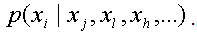 p(x_i | x_j, x_l, x_h, ...) .